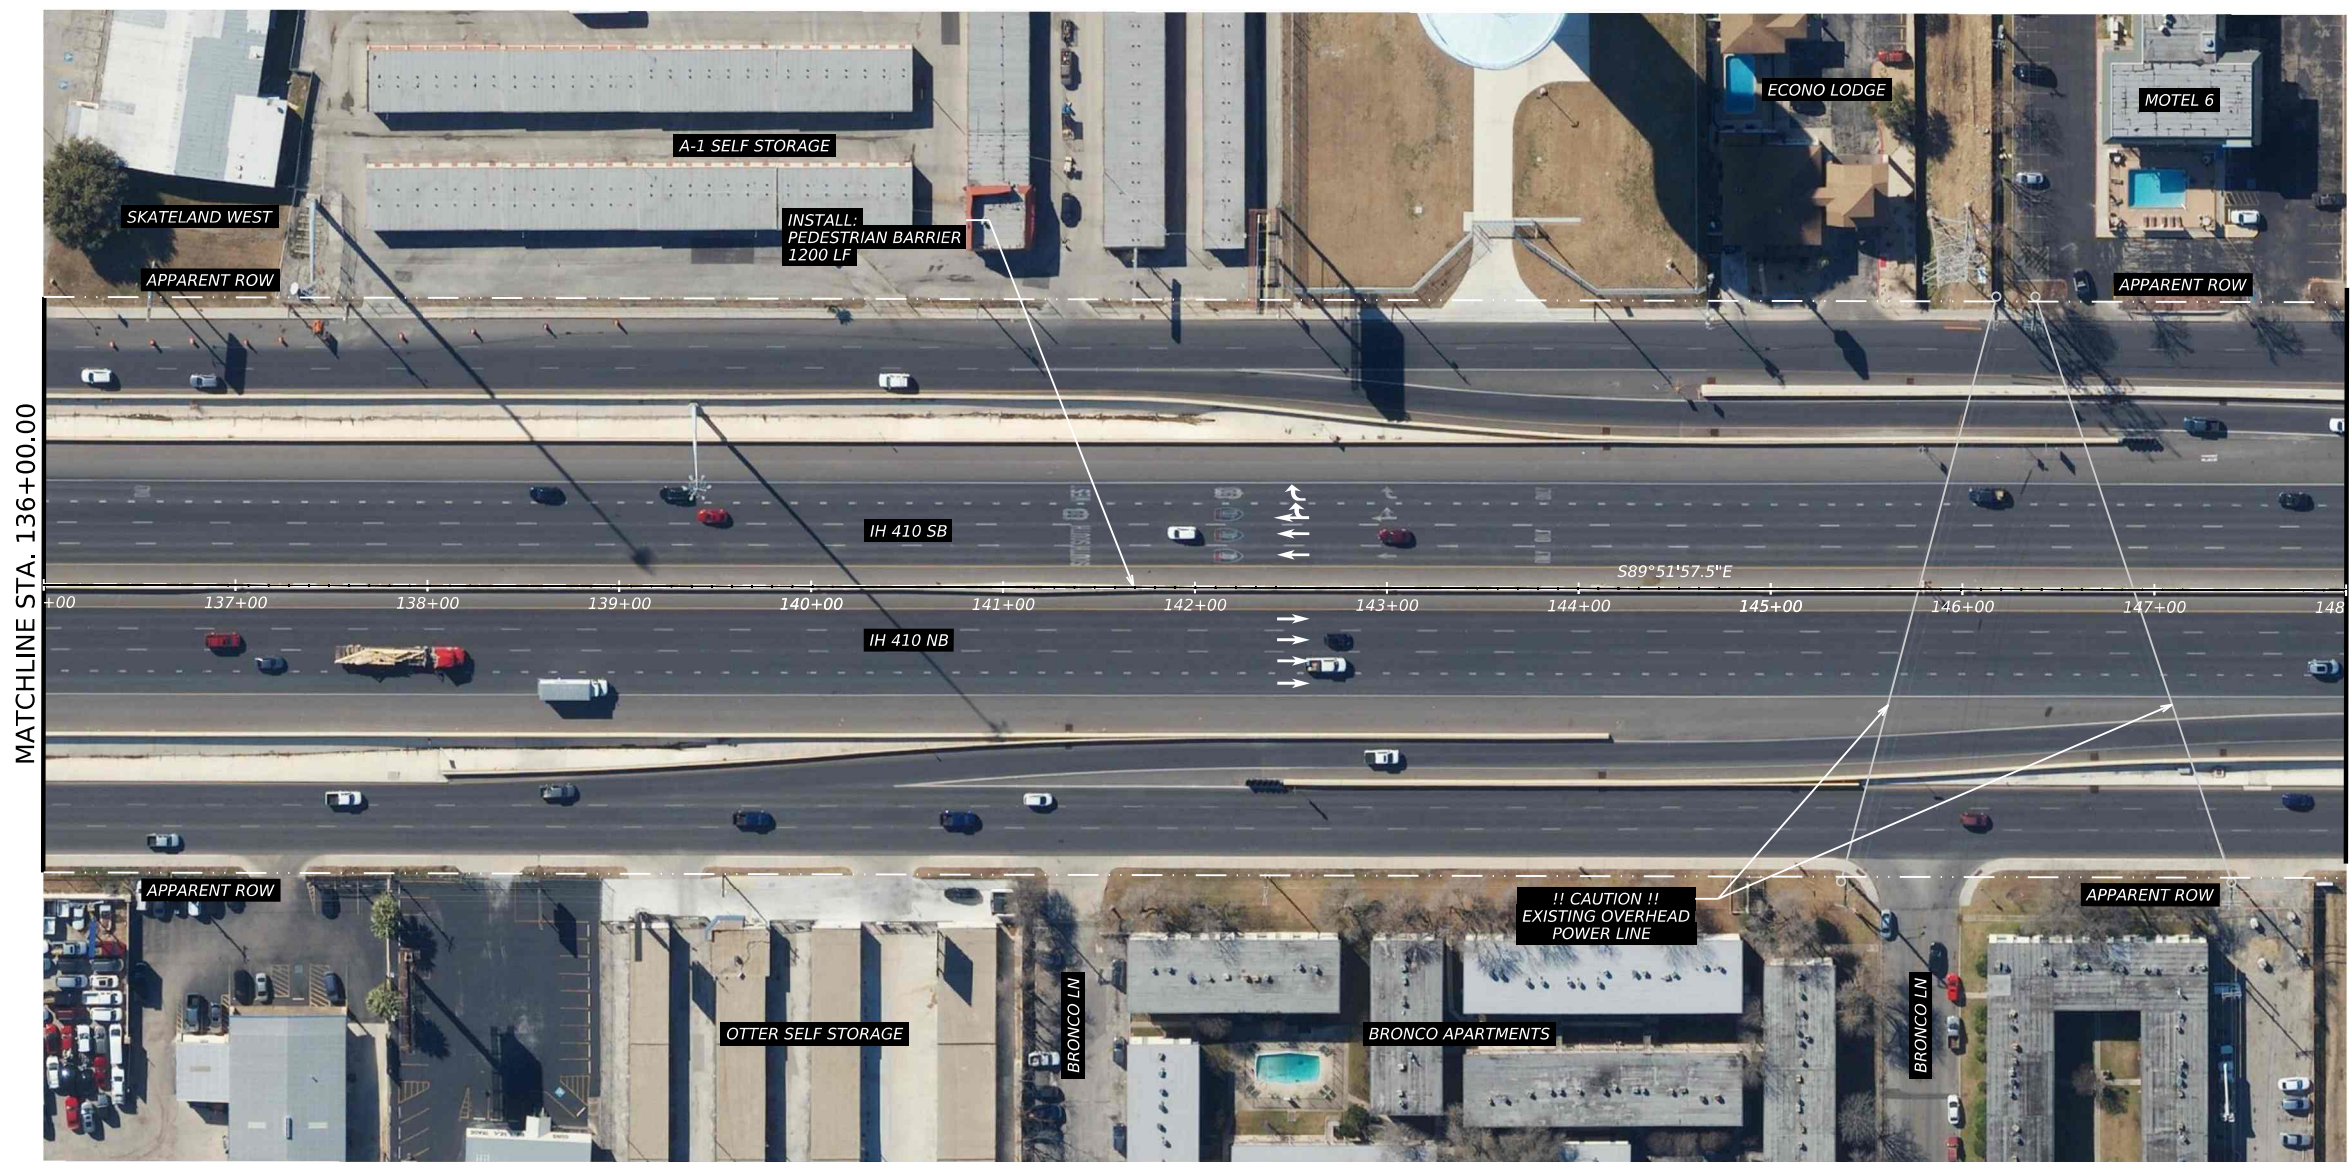 ECONO LODGE
MOTEL 6
A-1 SELF STORAGE
SKATELAND WEST
INSTALL:
PEDESTRIAN BARRIER
1200 LF
APPARENT ROW
APPARENT ROW
MATCHLINE STA. 136+00.00
IH 410 SB
S89°51'57.5"E
+00
137+00
138+00
139+00
140+00
141+00
142+00
143+00
144+00
145+00
146+00
147+00
148
IH 410 NB
APPARENT ROW
!! CAUTION !!
EXISTING OVERHEAD
POWER LINE
APPARENT ROW
BRONCO LN
OTTER SELF STORAGE
BRONCO APARTMENTS
BRONCO LN